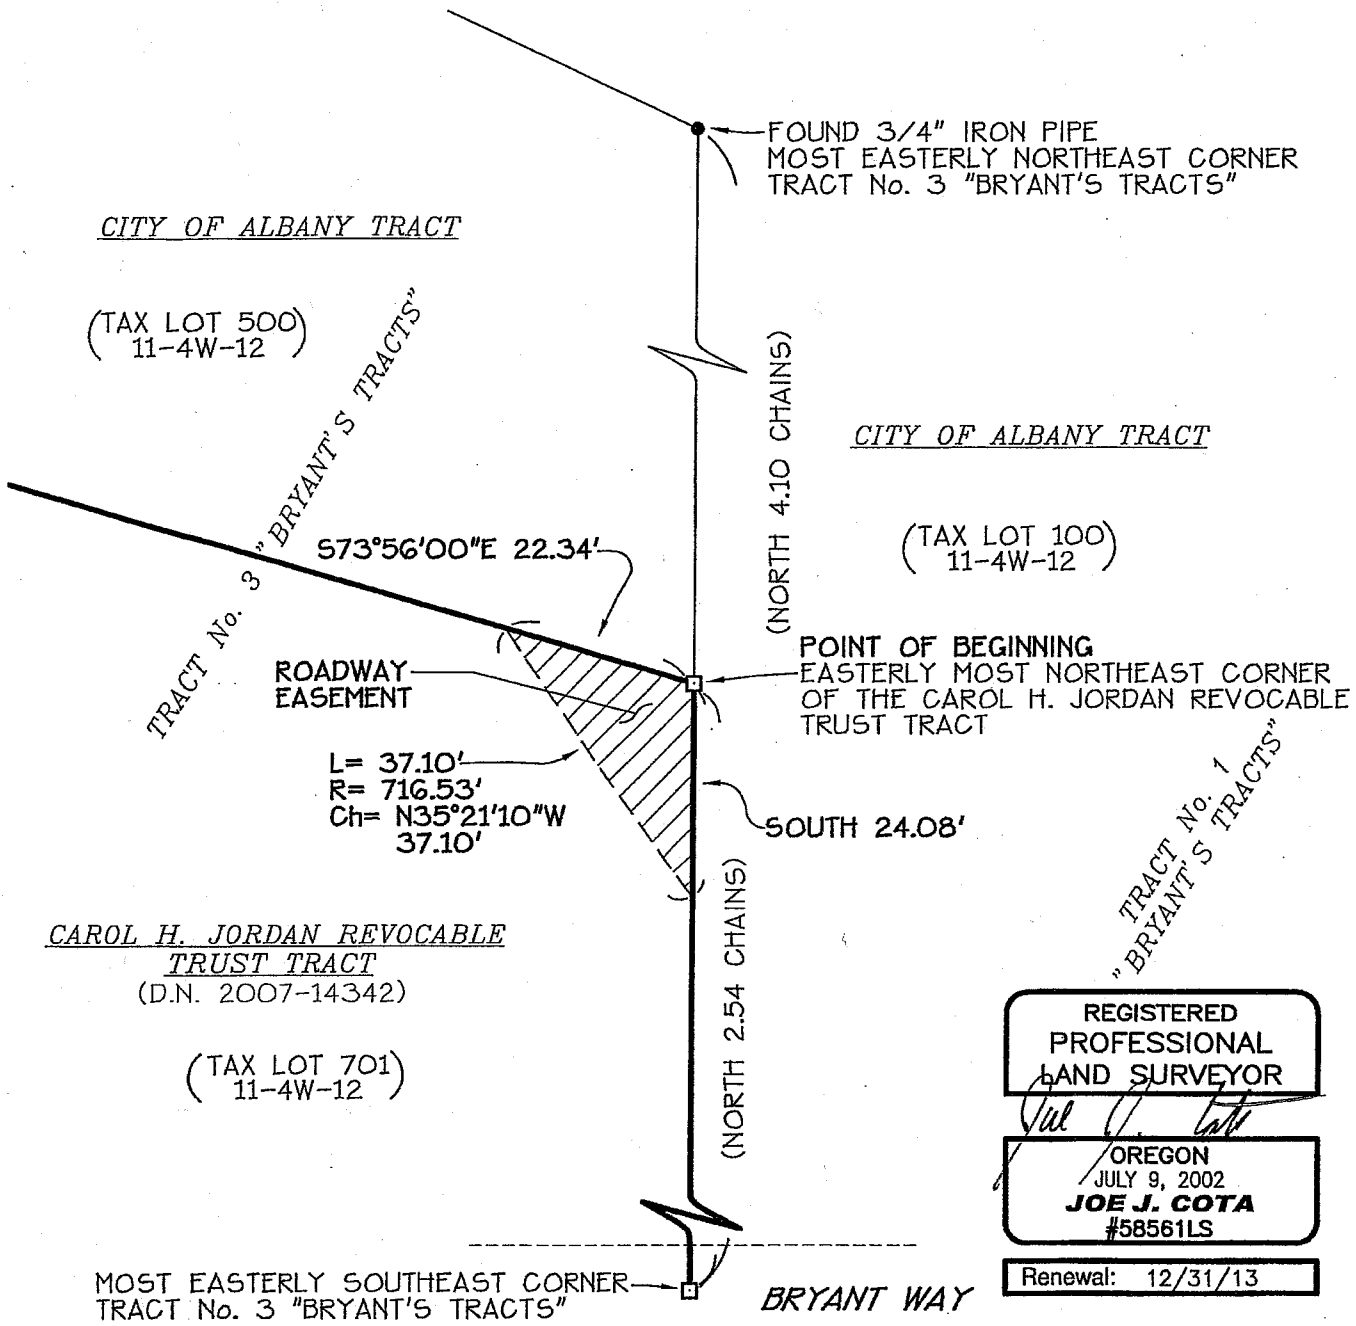 FOUND 3/4" IRON PIPE
MOST EASTERLY NORTHEAST CORNER
TRACT No. 3 "BRYANT'S TRACTS"
CITY OF ALBANY TRACT
(TAX LOT 500)
11-4W-12
TRACT No. 3 "BRYANT'S TRACTS"
(NORTH 4.10 CHAINS)
CITY OF ALBANY TRACT
(TAX LOT 100)
11-4W-12
S73°56'00"E 22.34'
POINT OF BEGINNING
EASTERLY MOST NORTHEAST CORNER
OF THE CAROL H. JORDAN REVOCABLE
TRUST TRACT
ROADWAY
EASEMENT
L= 37.10'
R= 716.53'
Ch= N35°21'10"W
37.10'
SOUTH 24.08'
TRACT No. 1
"BRYANT'S TRACTS"
(NORTH 2.54 CHAINS)
CAROL H. JORDAN REVOCABLE
TRUST TRACT
(D.N. 2007-14342)
(TAX LOT 701)
11-4W-12
REGISTERED
PROFESSIONAL
LAND SURVEYOR
Joe J. Cota
OREGON
JULY 9, 2002
JOE J. COTA
#58561LS
Renewal: 12/31/13
MOST EASTERLY SOUTHEAST CORNER
TRACT No. 3 "BRYANT'S TRACTS"
BRYANT WAY